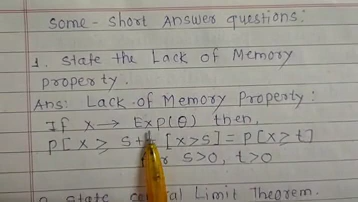 Some - Short Answer questions:
1. State the Lack of Memory
property.
Ans: Lack of Memory Property:
If X → Exp(θ) then,
P[X ≥ S+ [X>S] = P[X≥t]
S>0, t>0
State Limit Theorem.